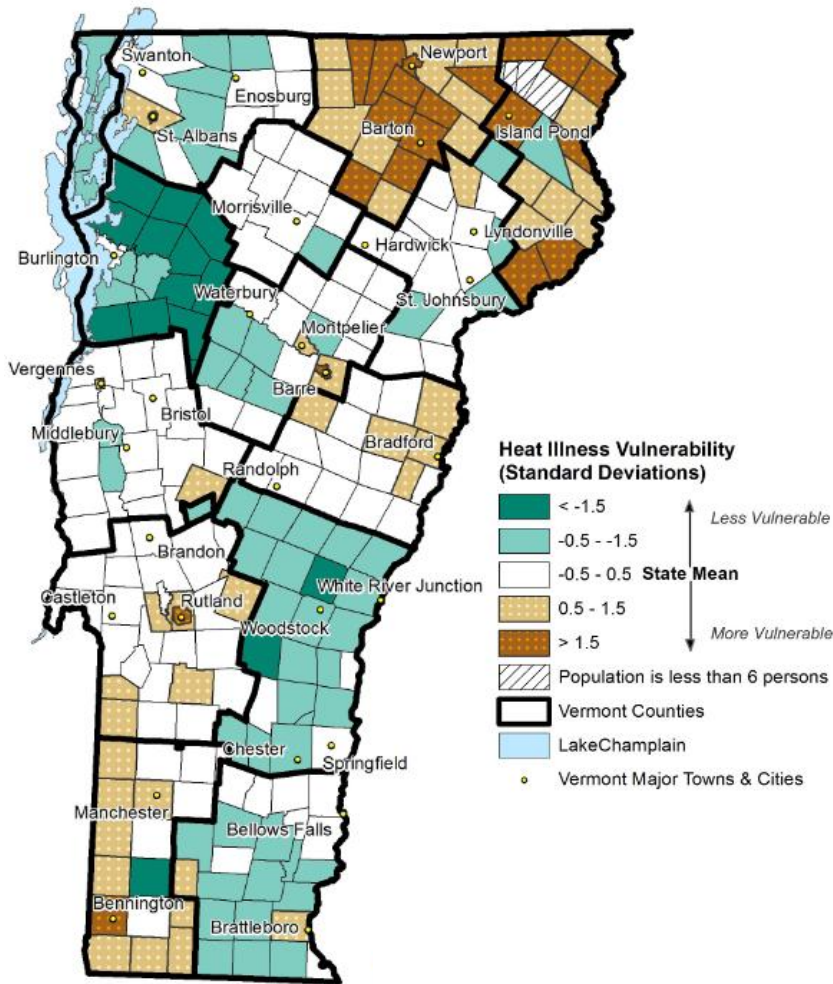 Swanton
Newport
Enosburg
St. Albans
Barton
Island Pond
Morrisville
Hardwick
Lyndonville
Burlington
Waterbury
St. Johnsbury
Montpelier
Vergennes
Barre
Bristol
Middlebury
Bradford
Randolph
Brandon
White River Junction
Castleton
Rutland
Woodstock
Chester
Springfield
Manchester
Bellows Falls
Bennington
Brattleboro
Heat Illness Vulnerability
(Standard Deviations)
< -1.5
Less Vulnerable
-0.5 - -1.5
-0.5 - 0.5 State Mean
0.5 - 1.5
> 1.5
More Vulnerable
Population is less than 6 persons
Vermont Counties
LakeChamplain
Vermont Major Towns & Cities